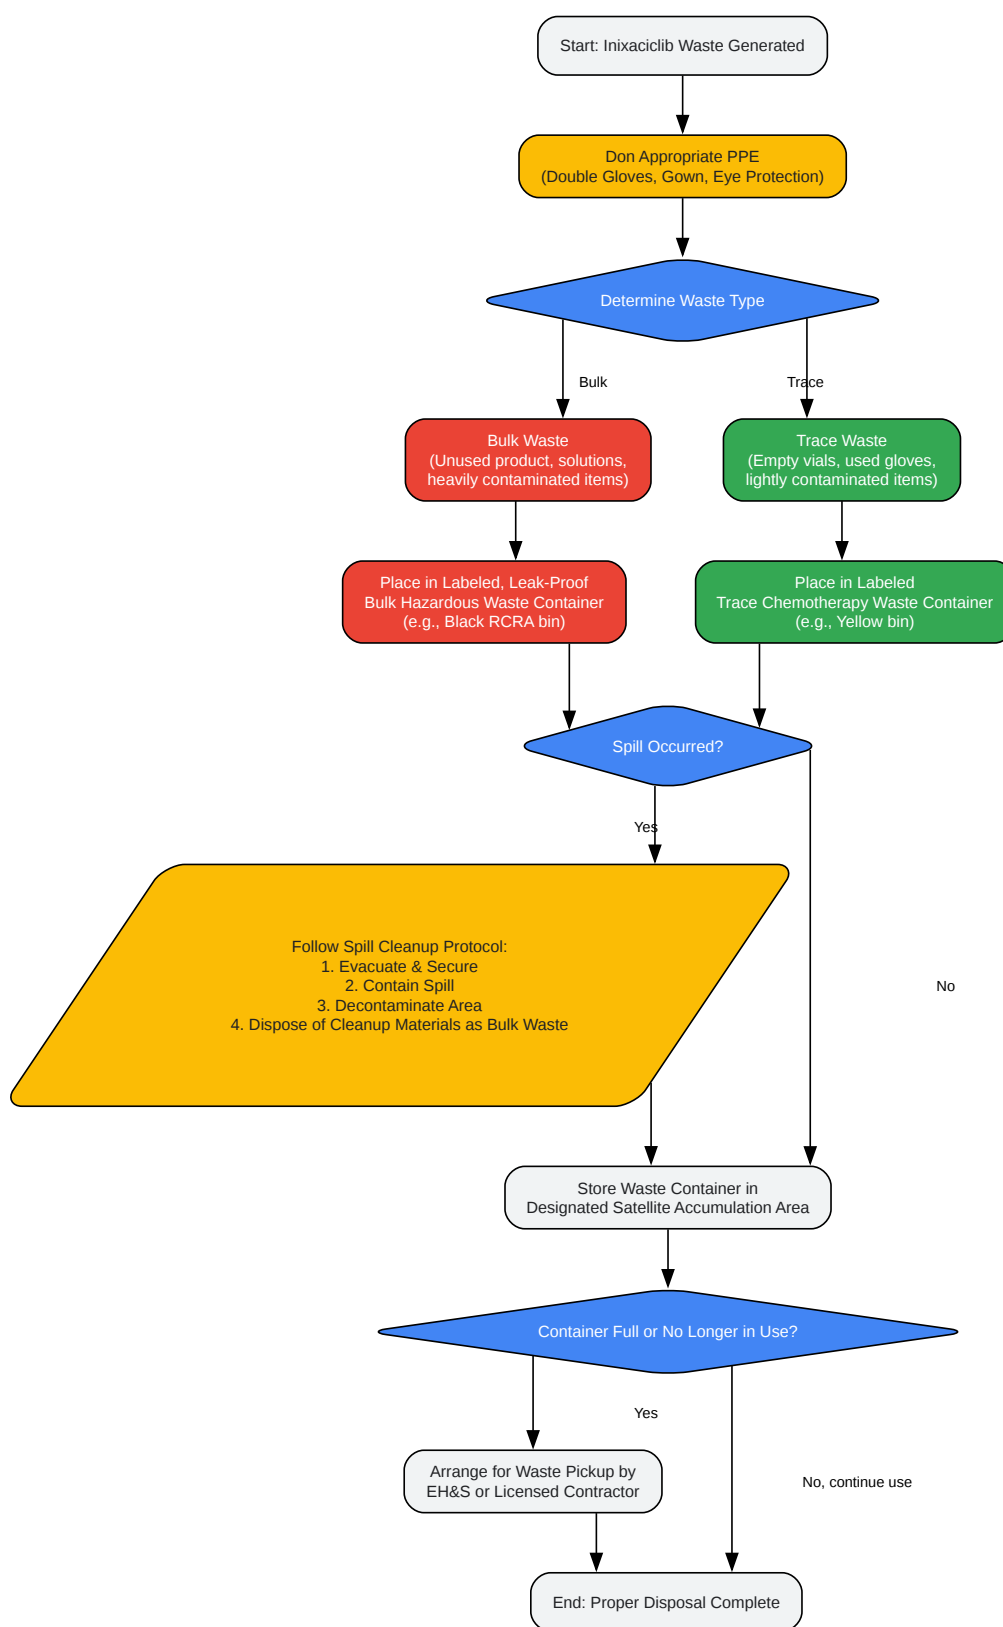 Start: Inixaciclib Waste Generated
Don Appropriate PPE
(Double Gloves, Gown, Eye Protection)
Determine Waste Type
Bulk
Trace
Bulk Waste
(Unused product, solutions,
heavily contaminated items)
Trace Waste
(Empty vials, used gloves,
lightly contaminated items)
Place in Labeled, Leak-Proof
Bulk Hazardous Waste Container
(e.g., Black RCRA bin)
Place in Labeled
Trace Chemotherapy Waste Container
(e.g., Yellow bin)
Spill Occurred?
Yes
Follow Spill Cleanup Protocol:
1. Evacuate & Secure
2. Contain Spill
3. Decontaminate Area
4. Dispose of Cleanup Materials as Bulk Waste
No
Store Waste Container in
Designated Satellite Accumulation Area
Container Full or No Longer in Use?
Yes
Arrange for Waste Pickup by
EH&S or Licensed Contractor
No, continue use
End: Proper Disposal Complete